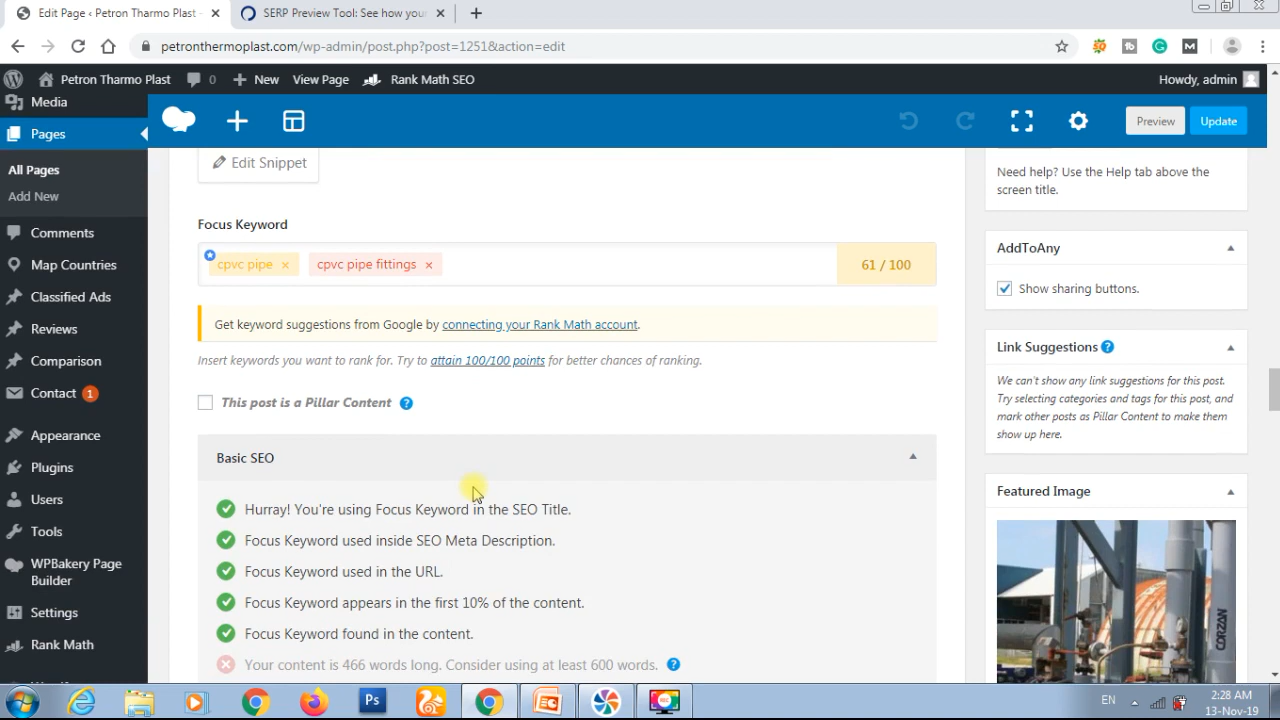 Edit Page ‹ Petron Tharmo Plast -
SERP Preview Tool: See how your
petronthermoplast.com/wp-admin/post.php?post=1251&action=edit
Petron Tharmo Plast
0
New
View Page
Rank Math SEO
Howdy, admin
Media
Pages
All Pages
Add New
Comments
Map Countries
Classified Ads
Reviews
Comparison
Contact 1
Appearance
Plugins
Users
Tools
WPBakery Page
Builder
Settings
Rank Math
Preview
Update
Edit Snippet
Focus Keyword
cpvc pipe ×
cpvc pipe fittings ×
61 / 100
Get keyword suggestions from Google by connecting your Rank Math account.
Insert keywords you want to rank for. Try to attain 100/100 points for better chances of ranking.
This post is a Pillar Content
Basic SEO
Hurray! You're using Focus Keyword in the SEO Title.
Focus Keyword used inside SEO Meta Description.
Focus Keyword used in the URL.
Focus Keyword appears in the first 10% of the content.
Focus Keyword found in the content.
Your content is 466 words long. Consider using at least 600 words.
Need help? Use the Help tab above the
screen title.
AddToAny
Show sharing buttons.
Link Suggestions
We can't show any link suggestions for this post.
Try selecting categories and tags for this post, and
mark other posts as Pillar Content to make them
show up here.
Featured Image
CORZAN
Ps
REC
EN
2:28 AM
13-Nov-19